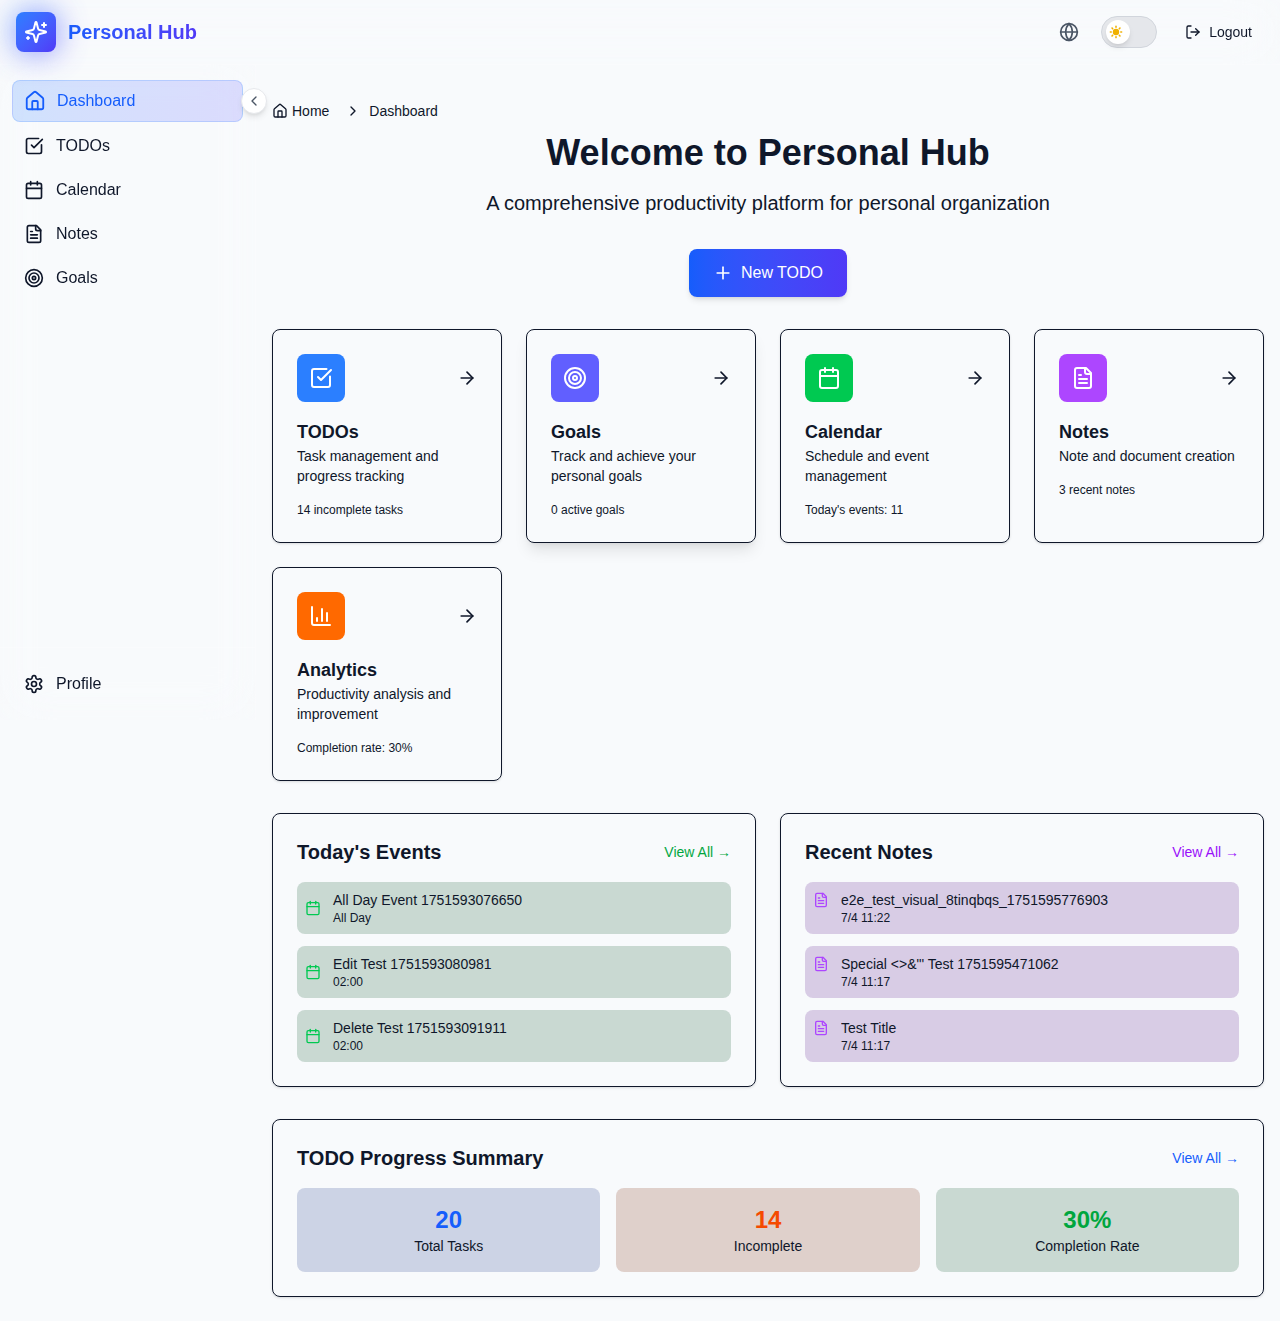 Personal Hub
Logout
Dashboard
TODOs
Calendar
Notes
Goals
Profile
Home
Dashboard
Welcome to Personal Hub
A comprehensive productivity platform for personal organization
New TODO
TODOs
Task management and
progress tracking
14 incomplete tasks
Goals
Track and achieve your
personal goals
0 active goals
Calendar
Schedule and event
management
Today's events: 11
Notes
Note and document creation
3 recent notes
Analytics
Productivity analysis and
improvement
Completion rate: 30%
Today's Events
View All →
All Day Event 1751593076650
All Day
Edit Test 1751593080981
02:00
Delete Test 1751593091911
02:00
Recent Notes
View All →
e2e_test_visual_8tinqbqs_1751595776903
7/4 11:22
Special <>&"' Test 1751595471062
7/4 11:17
Test Title
7/4 11:17
TODO Progress Summary
View All →
20
Total Tasks
14
Incomplete
30%
Completion Rate